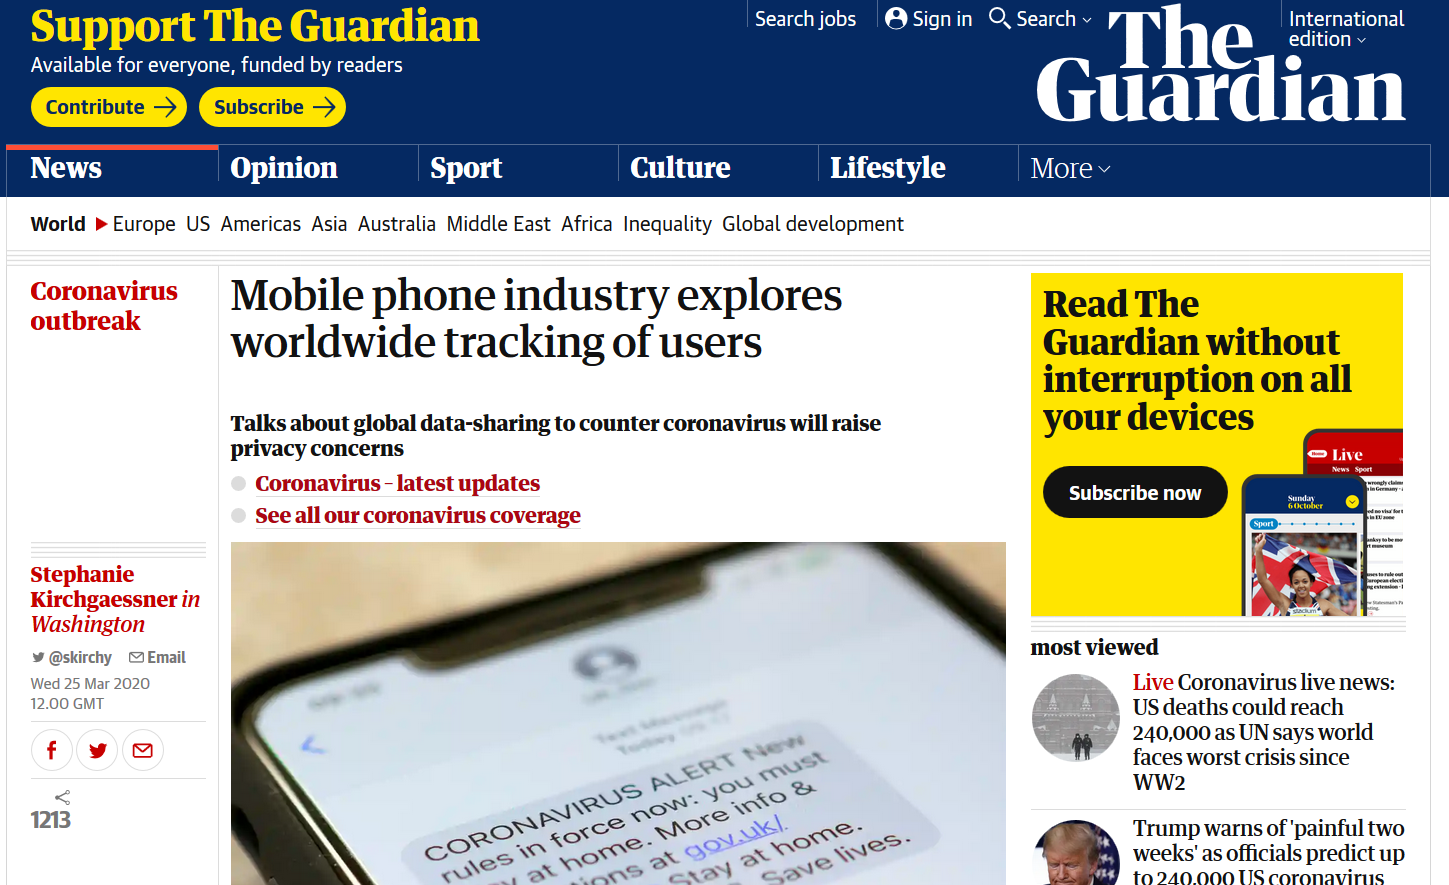 Support The Guardian
Available for everyone, funded by readers
Contribute
Subscribe
Search jobs
Sign in
Search
International
edition
The
Guardian
News
Opinion
Sport
Culture
Lifestyle
More
World
Europe
US
Americas
Asia
Australia
Middle East
Africa
Inequality
Global development
Coronavirus
outbreak
Mobile phone industry explores
worldwide tracking of users
Talks about global data-sharing to counter coronavirus will raise
privacy concerns
Coronavirus – latest updates
See all our coronavirus coverage
Stephanie
Kirchgaessner in
Washington
@skirchy
Email
Wed 25 Mar 2020
12.00 GMT
1213
Text Message
Today
CORONAVIRUS ALERT New
rules in force now: you must
at home. More info &
at gov.uk/
Stay at home.
Save lives.
Read The
Guardian without
interruption on all
your devices
Subscribe now
Home
Live
News Sport
Sunday
6 October
Sport
stadium
most viewed
Live Coronavirus live news:
US deaths could reach
240,000 as UN says world
faces worst crisis since
WW2
Trump warns of 'painful two
weeks' as officials predict up
to 240,000 US coronavirus